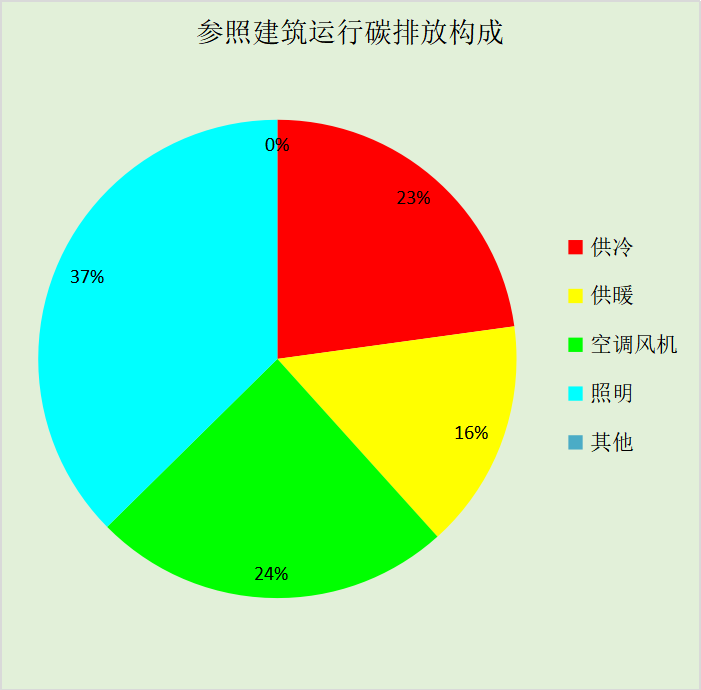 参照建筑运行碳排放构成
0%
23%
37%
16%
24%
供冷
供暖
空调风机
照明
其他